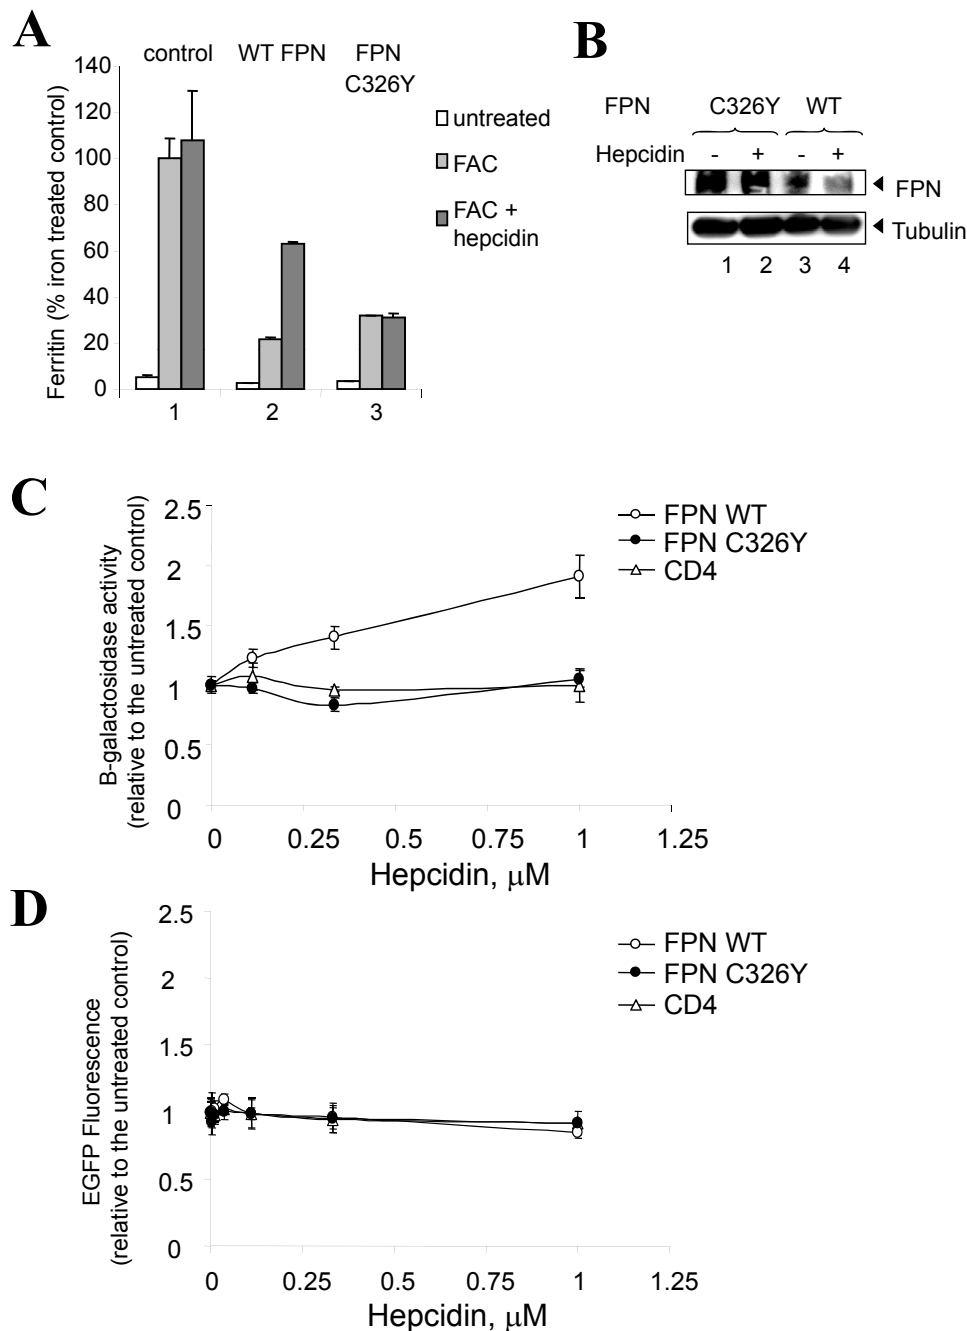 A
control
WT FPN
FPN
C326Y
140
120
100
80
60
40
20
0
Ferritin (% iron treated control)
1
2
3
untreated
FAC
FAC +
hepcidin
B
FPN C326Y WT
Hepcidin - + - +
FPN
Tubulin
1 2 3 4
C
B-galactosidase activity
(relative to the untreated control)
2.5
2
1.5
1
0.5
0
0 0.25 0.5 0.75 1 1.25
Hepcidin, μM
FPN WT
FPN C326Y
CD4
D
EGFP Fluorescence
(relative to the untreated control)
2.5
2
1.5
1
0.5
0
0 0.25 0.5 0.75 1 1.25
Hepcidin, μM
FPN WT
FPN C326Y
CD4